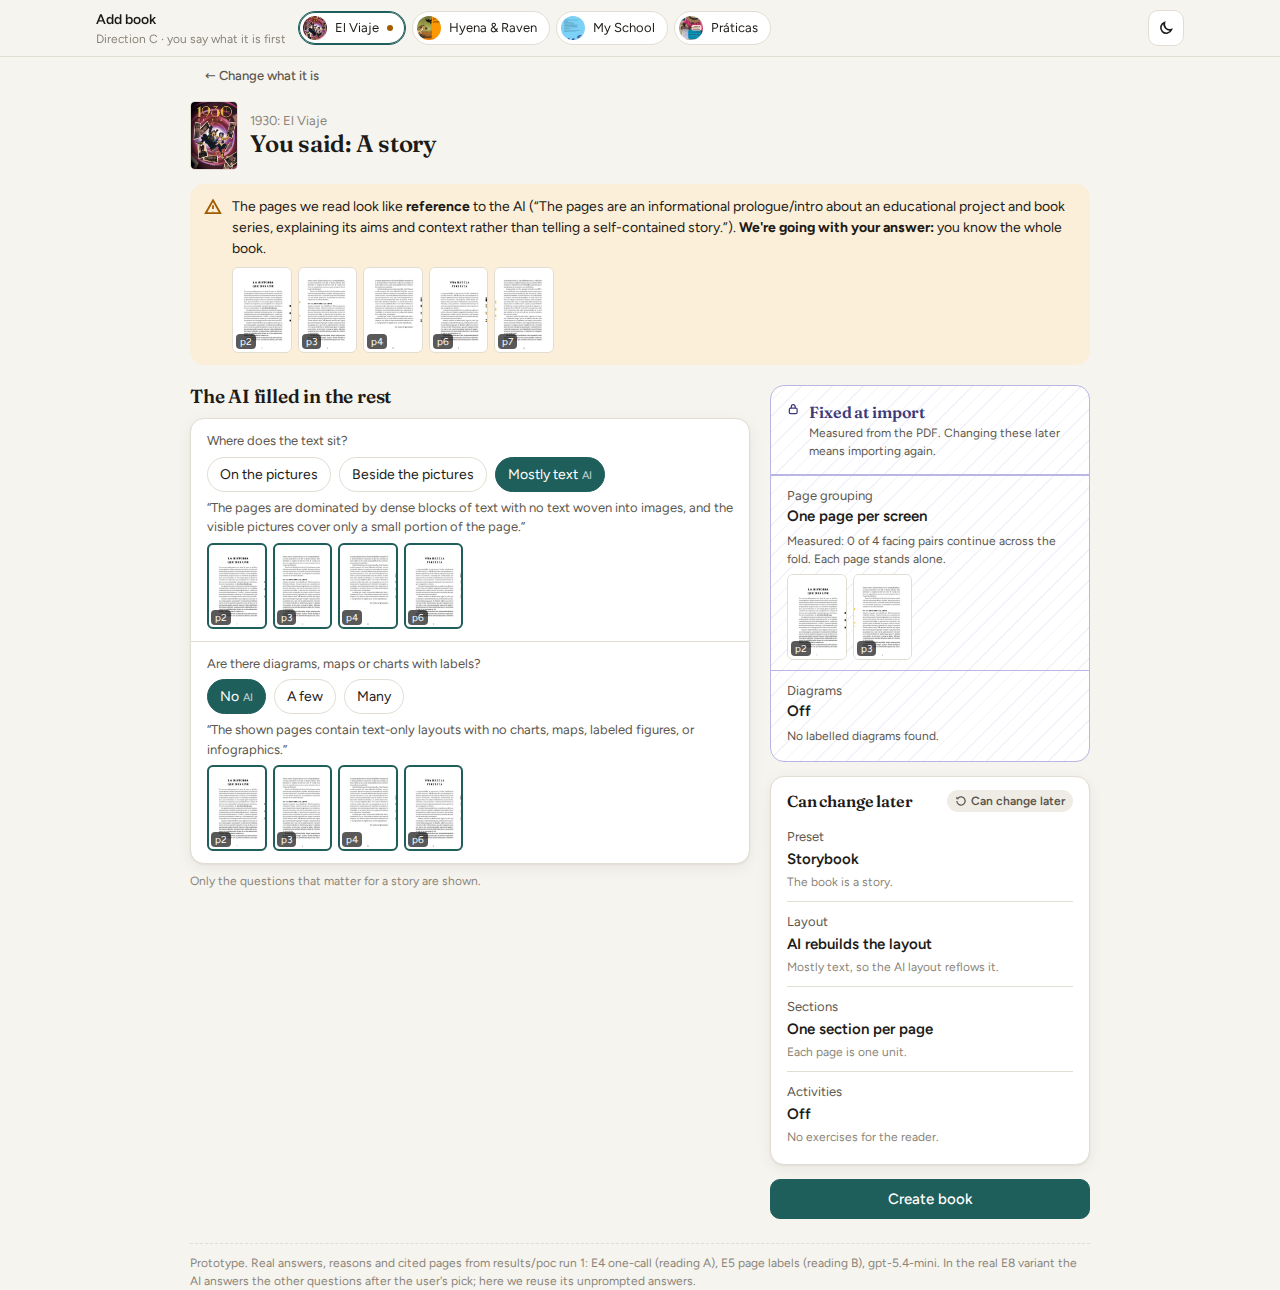 Add book
Direction C · you say what it is first
El Viaje
Hyena & Raven
My School
Práticas
← Change what it is
1930
1930: El Viaje
You said: A story
The pages we read look like reference to the AI (“The pages are an informational prologue/intro about an educational project and book
series, explaining its aims and context rather than telling a self-contained story.”). We're going with your answer: you know the whole
book.
p2
p3
p4
p6
p7
The AI filled in the rest
Where does the text sit?
On the pictures
Beside the pictures
Mostly text AI
“The pages are dominated by dense blocks of text with no text woven into images, and the
visible pictures cover only a small portion of the page.”
p2
p3
p4
p6
Are there diagrams, maps or charts with labels?
No AI
A few
Many
“The shown pages contain text-only layouts with no charts, maps, labeled figures, or
infographics.”
p2
p3
p4
p6
Only the questions that matter for a story are shown.
Fixed at import
Measured from the PDF. Changing these later
means importing again.
Page grouping
One page per screen
Measured: 0 of 4 facing pairs continue across the
fold. Each page stands alone.
p2
p3
Diagrams
Off
No labelled diagrams found.
Can change later
Can change later
Preset
Storybook
The book is a story.
Layout
AI rebuilds the layout
Mostly text, so the AI layout reflows it.
Sections
One section per page
Each page is one unit.
Activities
Off
No exercises for the reader.
Create book
Prototype. Real answers, reasons and cited pages from results/poc run 1: E4 one-call (reading A), E5 page labels (reading B), gpt-5.4-mini. In the real E8 variant the
AI answers the other questions after the user's pick; here we reuse its unprompted answers.